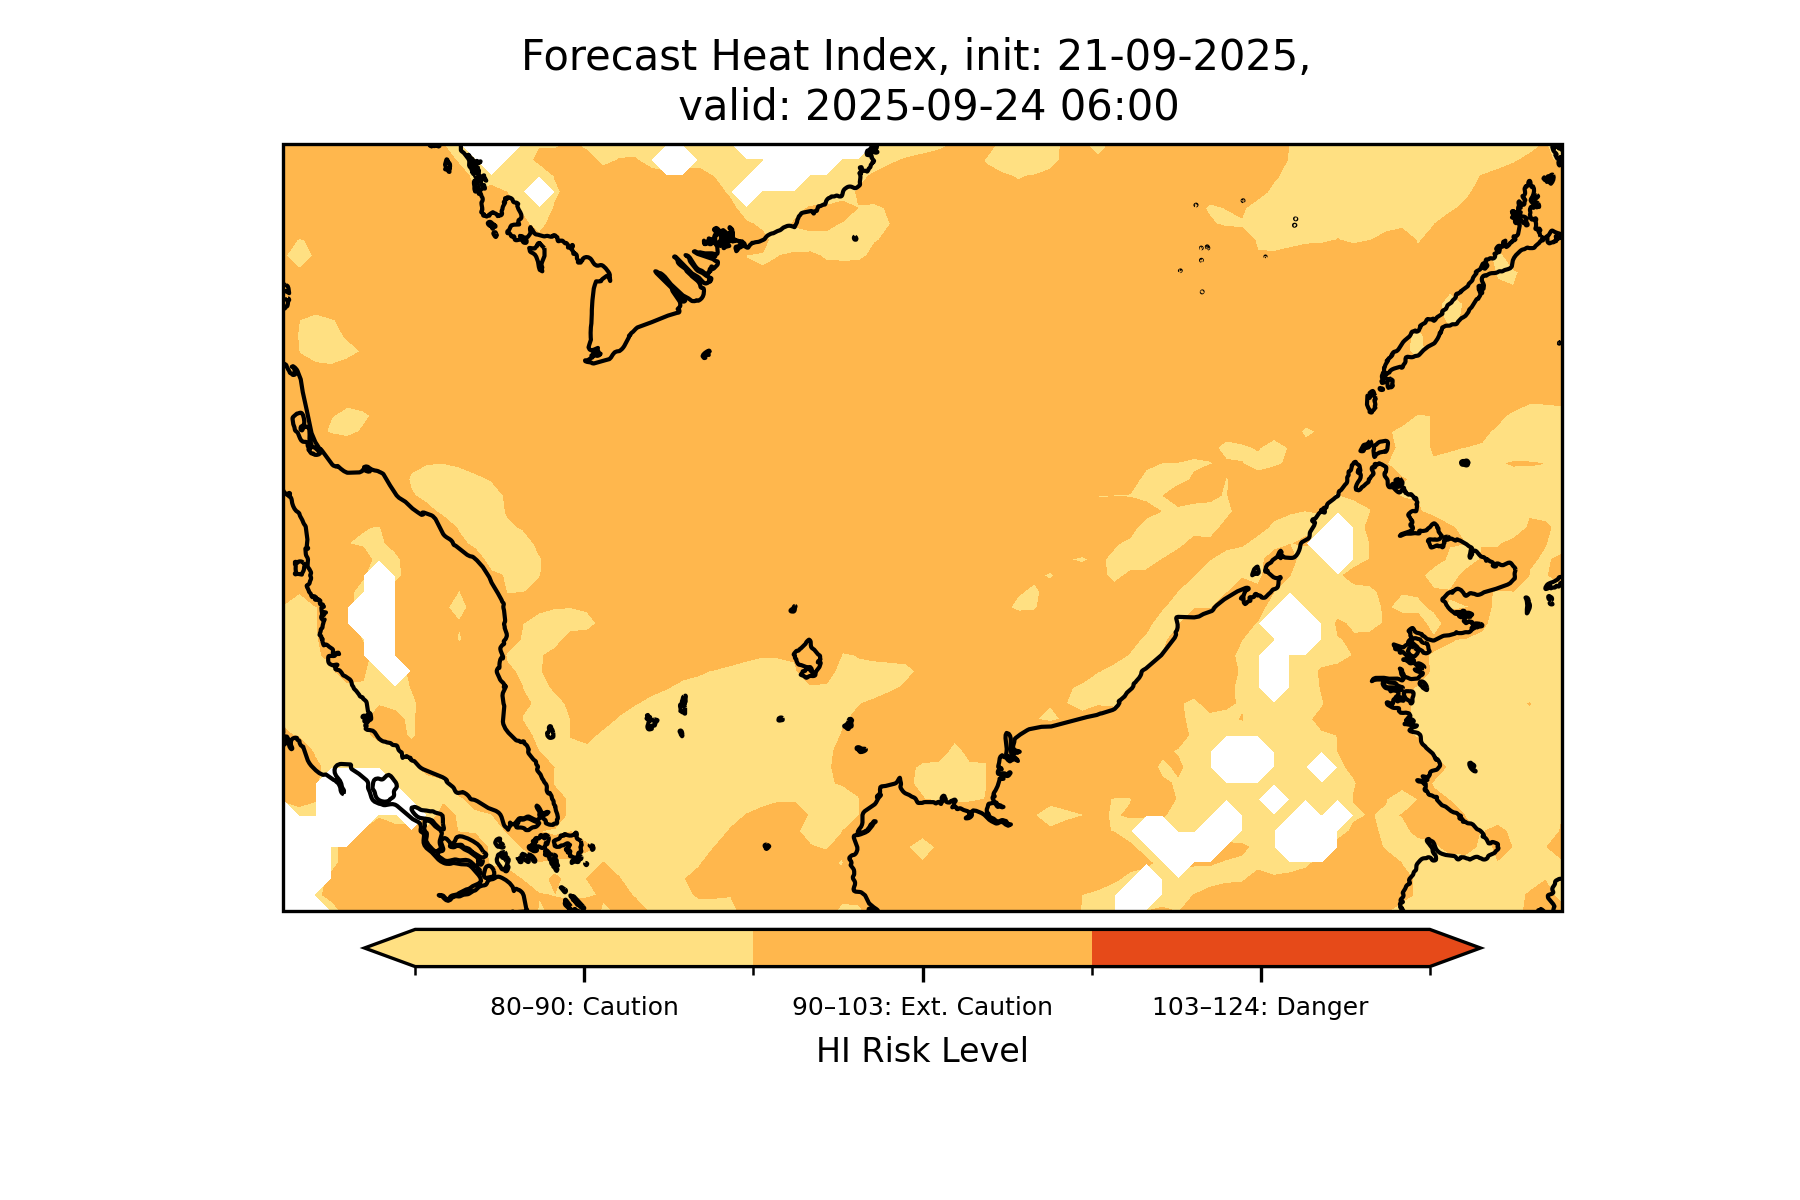 Forecast Heat Index, init: 21-09-2025,
valid: 2025-09-24 06:00
80–90: Caution
90–103: Ext. Caution
103–124: Danger
HI Risk Level